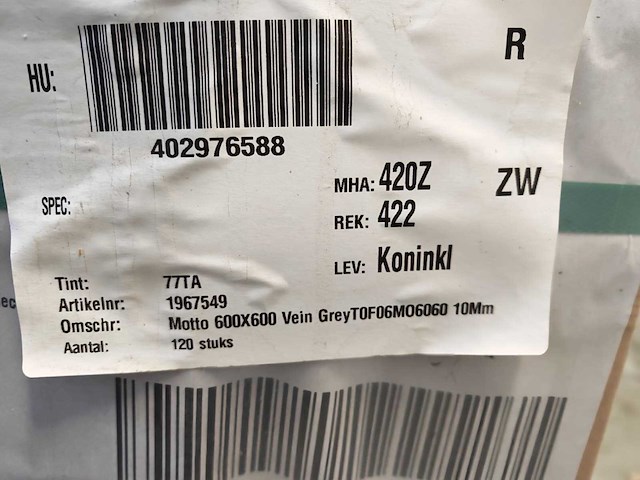 HU:
R
402976588
MHA: 420Z
ZW
SPEC:
REK: 422
LEV: Koninkl
Tint: 77TA
Artikelnr: 1967549
Omschr: Motto 600X600 Vein GreyT0F06MO6060 10Mm
Aantal: 120 stuks